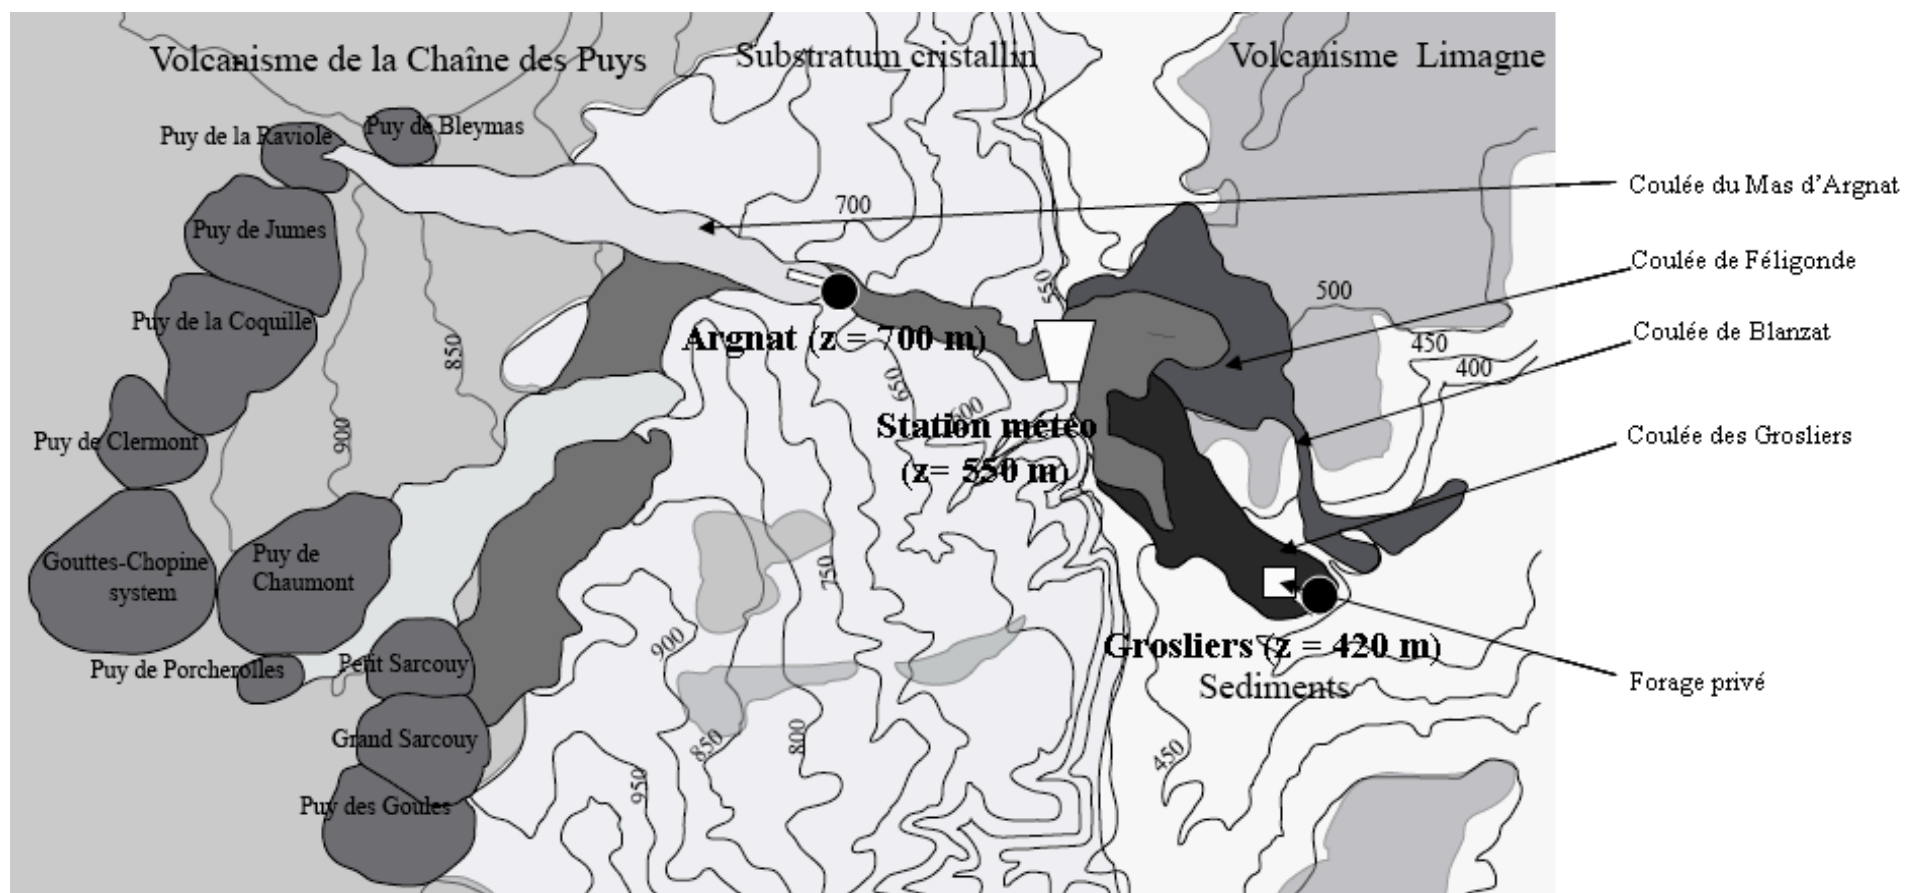 Volcanisme de la Chaîne des Puys
Substratum cristallin
Volcanisme Limagne
Puy de la Raviole
Puy de Bleymas
Coulée du Mas d'Argnat
700
Puy de Jumes
Coulée de Féligonde
550
500
Puy de la Coquille
Argnat (z = 700 m)
Coulée de Blanzat
450
400
850
650
600
Station météo
(z= 550 m)
Puy de Clermont
900
Coulée des Grosliers
Gouttes-Chopine
system
Puy de
Chaumont
750
900
Grosliers (z = 420 m)
Sediments
Puy de Porcherolles
Petit Sarcouy
Forage privé
Grand Sarcouy
850
800
450
950
Puy des Goules